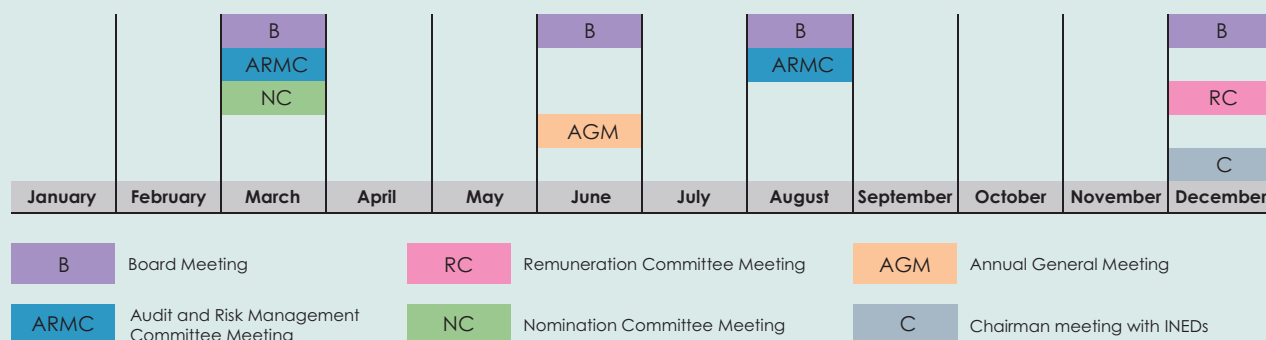 B B B B
ARMC ARMC
NC RC
AGM
C
January February March April May June July August September October November December
B Board Meeting RC Remuneration Committee Meeting AGM Annual General Meeting
ARMC Audit and Risk Management
Committee Meeting
NC Nomination Committee Meeting C Chairman meeting with INEDs